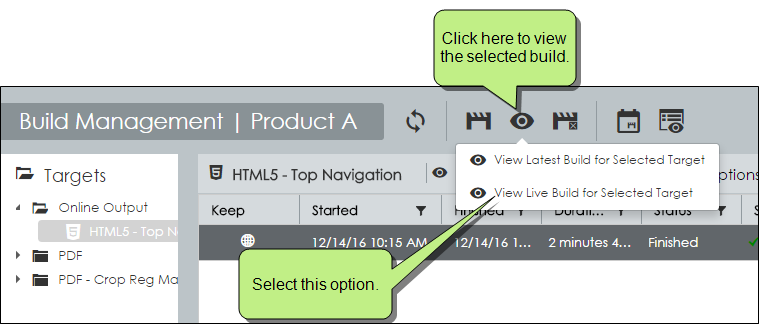 Click here to view
the selected build.
Build Management | Product A
View Latest Build for Selected Target
View Live Build for Selected Target
Targets
Online Output
HTML5 - Top N
PDF
PDF - Crop Reg Ma
HTML5 - Top Navigation
ptions
Keep Started Finished Durati... Status
12/14/16 10:15 AM 12/14/16 1... 2 minutes 4... Finished
Select this option.